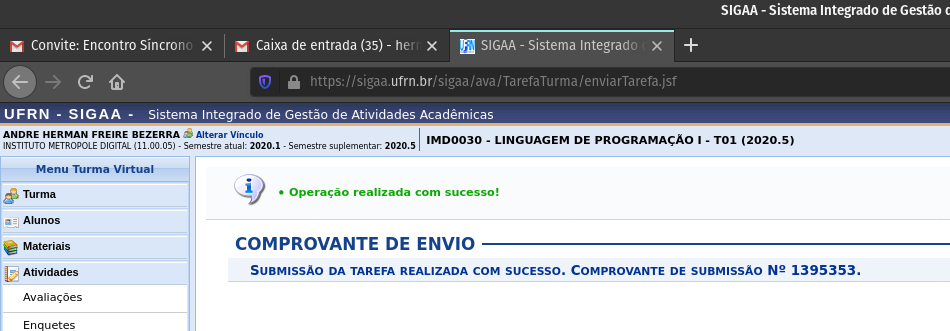 SIGAA - Sistema Integrado de Gestão d
Convite: Encontro Síncrono
Caixa de entrada (35) - her
SIGAA - Sistema Integrado
https://sigaa.ufrn.br/sigaa/ava/TarefaTurma/enviarTarefa.jsf
UFRN - SIGAA - Sistema Integrado de Gestão de Atividades Acadêmicas
ANDRE HERMAN FREIRE BEZERRA Alterar Vínculo
INSTITUTO METROPOLE DIGITAL (11.00.05) - Semestre atual: 2020.1 - Semestre suplementar: 2020.5
IMD0030 - LINGUAGEM DE PROGRAMAÇÃO I - T01 (2020.5)
Menu Turma Virtual
Turma
Alunos
Materiais
Atividades
Avaliações
Enquetes
• Operação realizada com sucesso!
COMPROVANTE DE ENVIO
SUBMISSÃO DA TAREFA REALIZADA COM SUCESSO. COMPROVANTE DE SUBMISSÃO Nº 1395353.